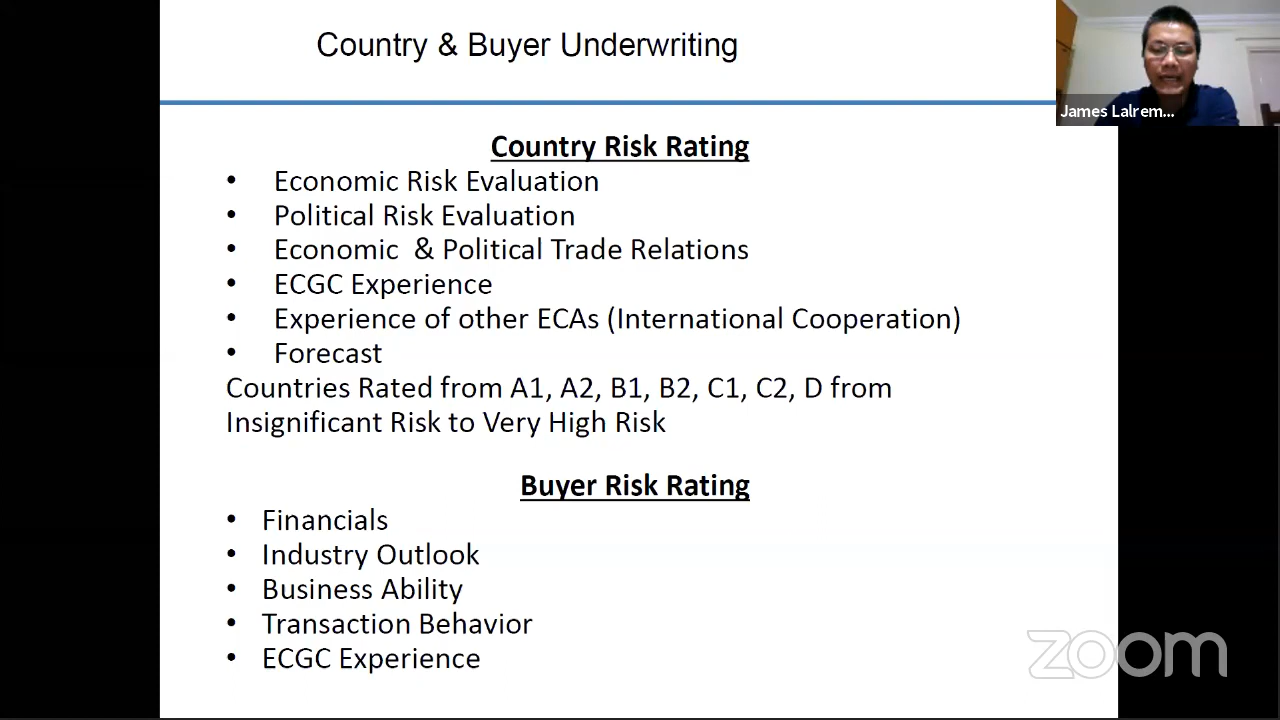 Country & Buyer Underwriting
James Lalrem...
Country Risk Rating
• Economic Risk Evaluation
• Political Risk Evaluation
• Economic & Political Trade Relations
• ECGC Experience
• Experience of other ECAs (International Cooperation)
• Forecast
Countries Rated from A1, A2, B1, B2, C1, C2, D from
Insignificant Risk to Very High Risk
Buyer Risk Rating
• Financials
• Industry Outlook
• Business Ability
• Transaction Behavior
• ECGC Experience
zoom